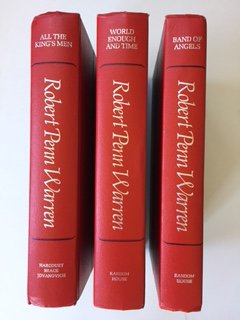 ALL THE
KING'S MEN
Robert Penn Warren
HARCOURT
BRACE
JOVANOVICH
WORLD
ENOUGH
AND TIME
Robert Penn Warren
RANDOM
HOUSE
BAND OF
ANGELS
Robert Penn Warren
RANDOM
HOUSE